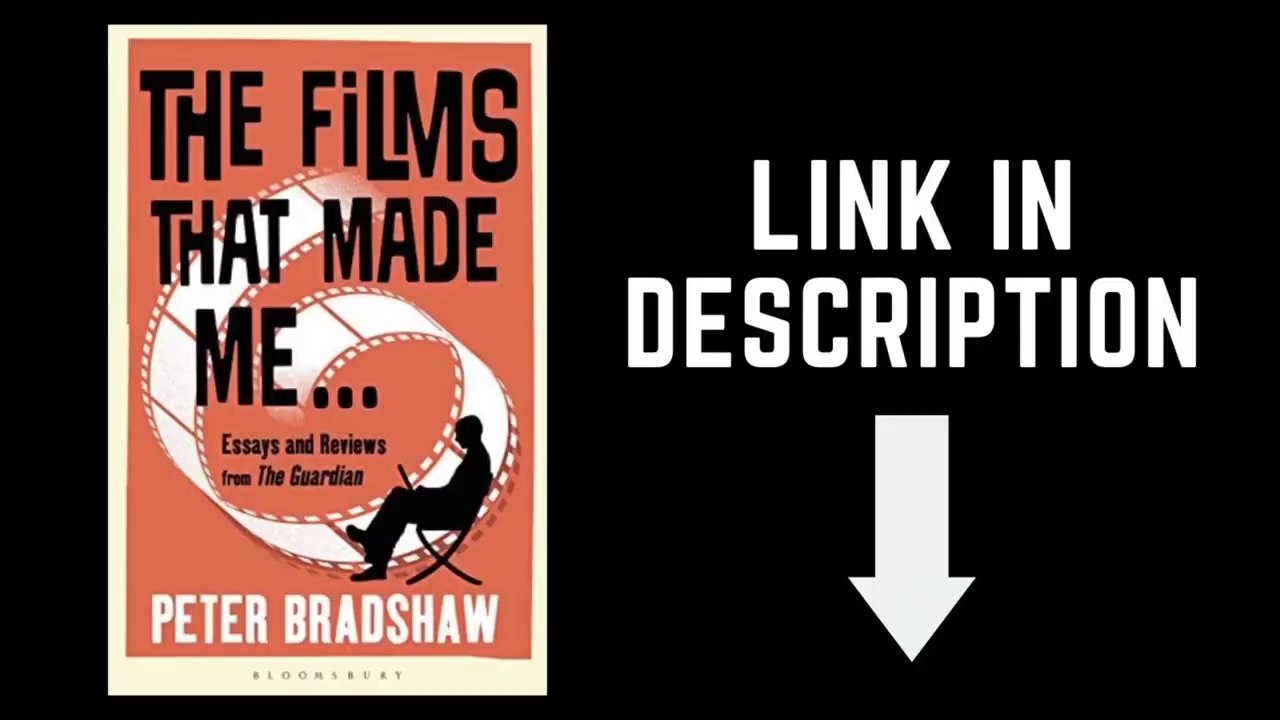 THE FiLMS
THAT MADE
ME...
Essays and Reviews
from The Guardian
PETER BRADSHAW
BLOOMSBURY
LINK IN
DESCRIPTION